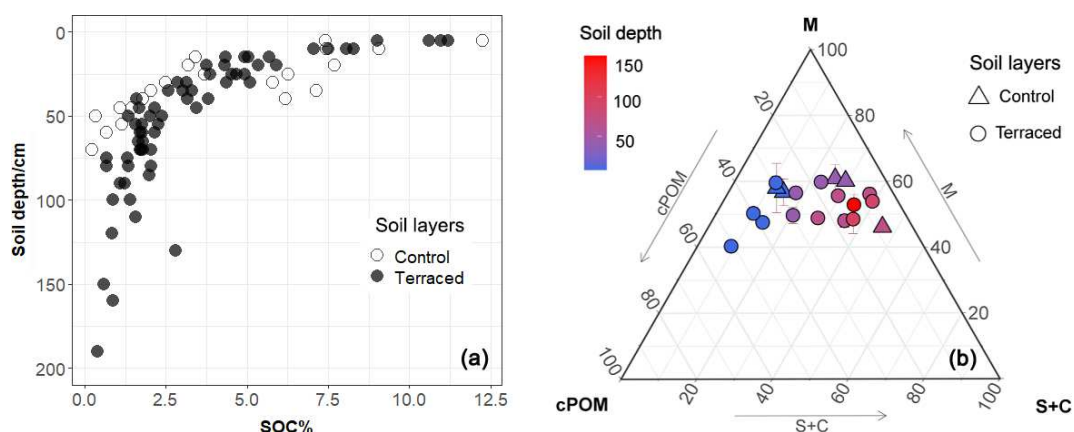 0
50
100
150
200
Soil depth/cm
0.0 2.5 5.0 7.5 10.0 12.5
SOC%
Soil layers
Control
Terraced
(a)
Soil depth
150
100
50
M
100
80
60
40
20
20
40
60
80
100
cPOM
M
Soil layers
Control
Terraced
(b)
20
40
60
80
100
cPOM
S+C
S+C